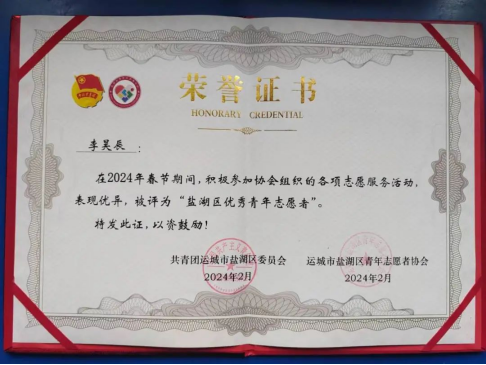 荣誉证书
HONORARY CREDENTIAL
李昊辰：
在2024年春节期间，积极参加协会组织的各项志愿服务活动，
表现优异，被评为“盐湖区优秀青年志愿者”。
特发此证，以资鼓励！
共青团运城市盐湖区委员会 运城市盐湖区青年志愿者协会
2024年2月 2024年2月